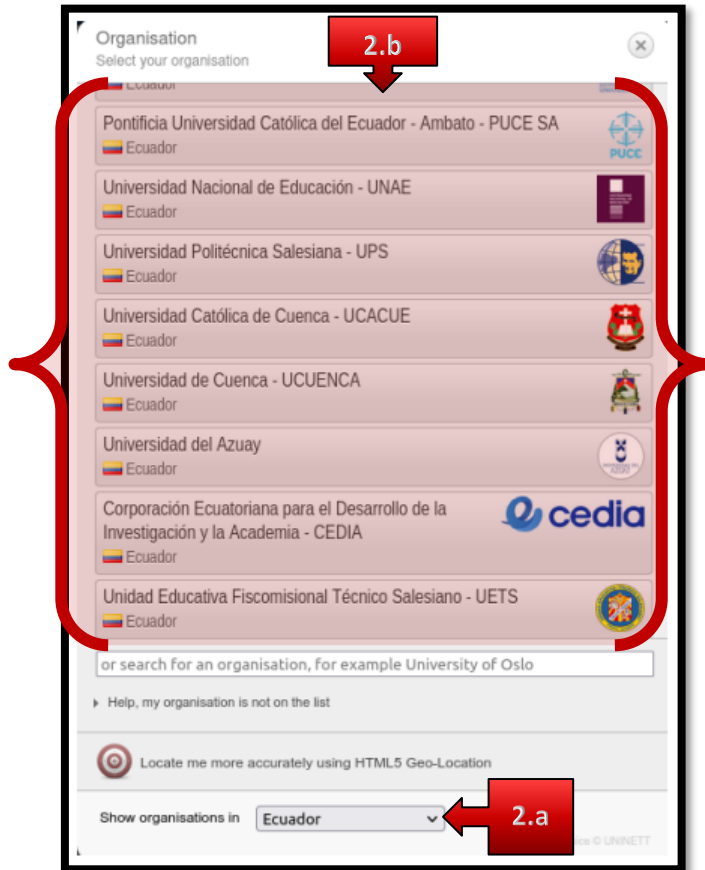 Organisation
Select your organisation
2.b
Ecuador
Pontificia Universidad Católica del Ecuador - Ambato - PUCE SA
Ecuador
PUCE
Universidad Nacional de Educación - UNAE
Ecuador
Universidad Politécnica Salesiana - UPS
Ecuador
Universidad Católica de Cuenca - UCACUE
Ecuador
Universidad de Cuenca - UCUENCA
Ecuador
Universidad del Azuay
Ecuador
Corporación Ecuatoriana para el Desarrollo de la
Investigación y la Academia - CEDIA
Ecuador
cedia
Unidad Educativa Fiscomisional Técnico Salesiano - UETS
Ecuador
or search for an organisation, for example University of Oslo
Help, my organisation is not on the list
Locate me more accurately using HTML5 Geo-Location
Show organisations in
Ecuador
2.a
© UNINETT